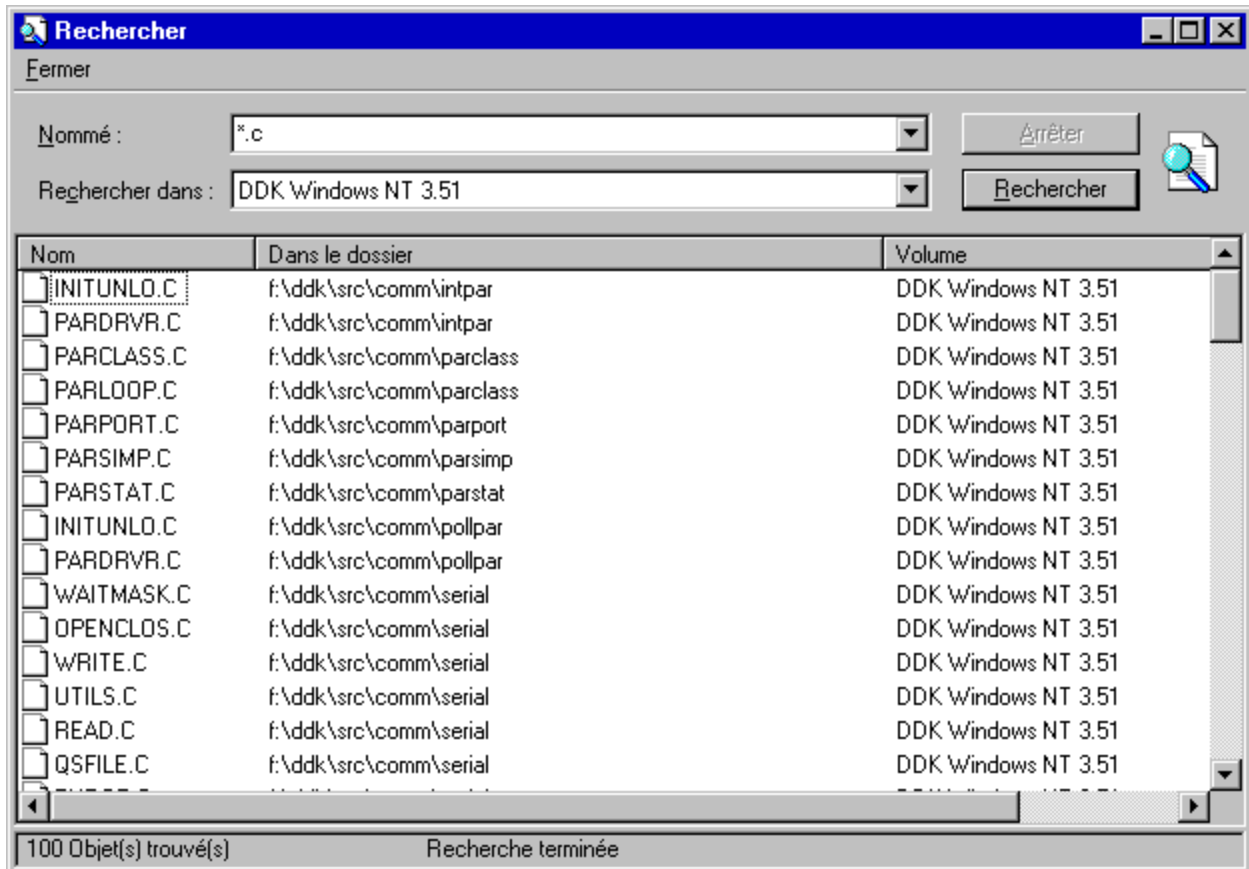 Rechercher
Fermer
Nommé : *.c Arrêter
Rechercher dans : DDK Windows NT 3.51 Rechercher
Nom Dans le dossier Volume
INITUNLO.C f:\ddk\src\comm\intpar DDK Windows NT 3.51
PARDRVR.C f:\ddk\src\comm\intpar DDK Windows NT 3.51
PARCLASS.C f:\ddk\src\comm\parclass DDK Windows NT 3.51
PARLOOP.C f:\ddk\src\comm\parclass DDK Windows NT 3.51
PARPORT.C f:\ddk\src\comm\parport DDK Windows NT 3.51
PARSIMP.C f:\ddk\src\comm\parsimp DDK Windows NT 3.51
PARSTAT.C f:\ddk\src\comm\parstat DDK Windows NT 3.51
INITUNLO.C f:\ddk\src\comm\pollpar DDK Windows NT 3.51
PARDRVR.C f:\ddk\src\comm\pollpar DDK Windows NT 3.51
WAITMASK.C f:\ddk\src\comm\serial DDK Windows NT 3.51
OPENCLOS.C f:\ddk\src\comm\serial DDK Windows NT 3.51
WRITE.C f:\ddk\src\comm\serial DDK Windows NT 3.51
UTILS.C f:\ddk\src\comm\serial DDK Windows NT 3.51
READ.C f:\ddk\src\comm\serial DDK Windows NT 3.51
QSFILE.C f:\ddk\src\comm\serial DDK Windows NT 3.51
100 Objet(s) trouvé(s) Recherche terminée